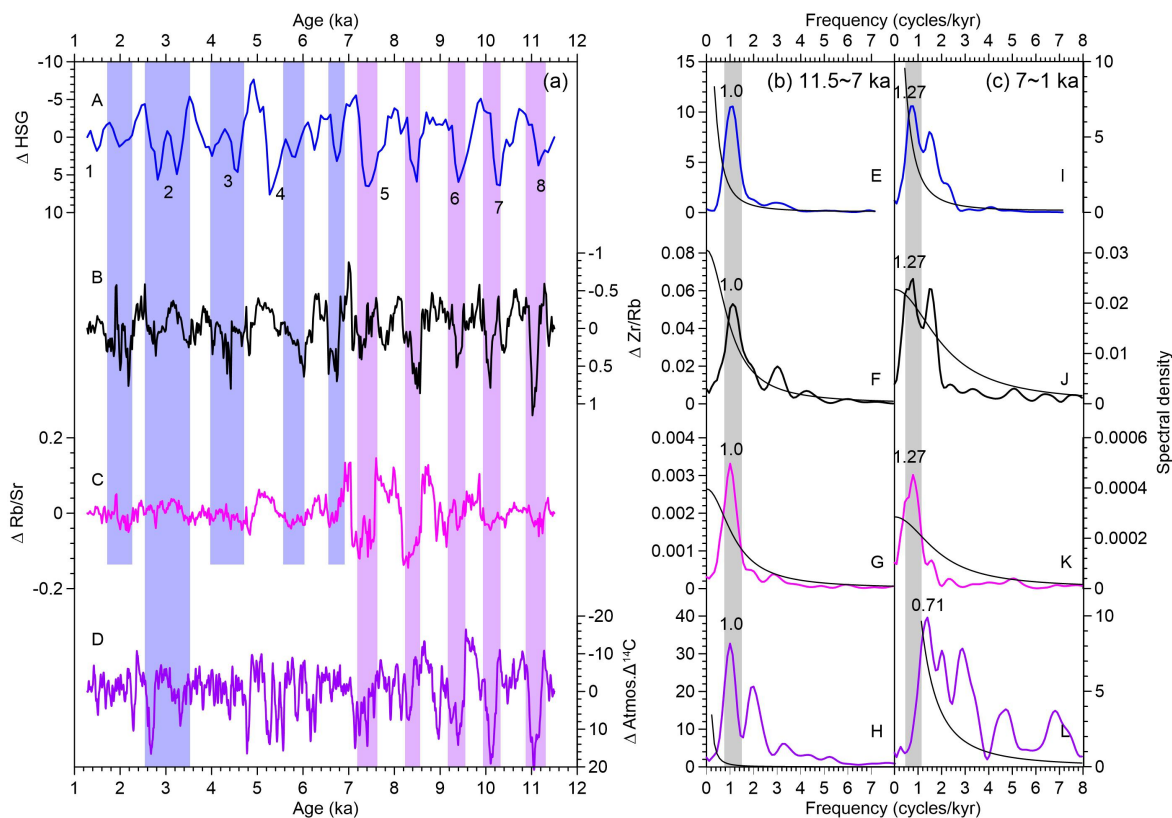 Age (ka)
1 2 3 4 5 6 7 8 9 10 11 12
Frequency (cycles/kyr)
0 1 2 3 4 5 6 7 0 1 2 3 4 5 6 7 8
(a)
(b) 11.5~7 ka
(c) 7~1 ka
Δ HSG
-10
-5
0
5
10
A
1 2 3 4 5 6 7 8
B
-1
-0.5
0
0.5
1
Δ Zr/Rb
Δ Rb/Sr
0.2
0
-0.2
C
D
-20
-10
0
10
20
Δ Atmos.Δ¹⁴C
1 2 3 4 5 6 7 8 9 10 11 12
Age (ka)
15
10
5
0
1.0
E
1.27
I
10
5
0
0.08
0.06
0.04
0.02
0.00
1.0
F
1.27
J
0.03
0.02
0.01
0.00
0.004
0.003
0.002
0.001
0.000
1.0
G
1.27
K
0.0006
0.0004
0.0002
0
40
30
20
10
0
1.0
H
0.71
L
10
5
0
Spectral density
0 1 2 3 4 5 6 7 0 1 2 3 4 5 6 7 8
Frequency (cycles/kyr)